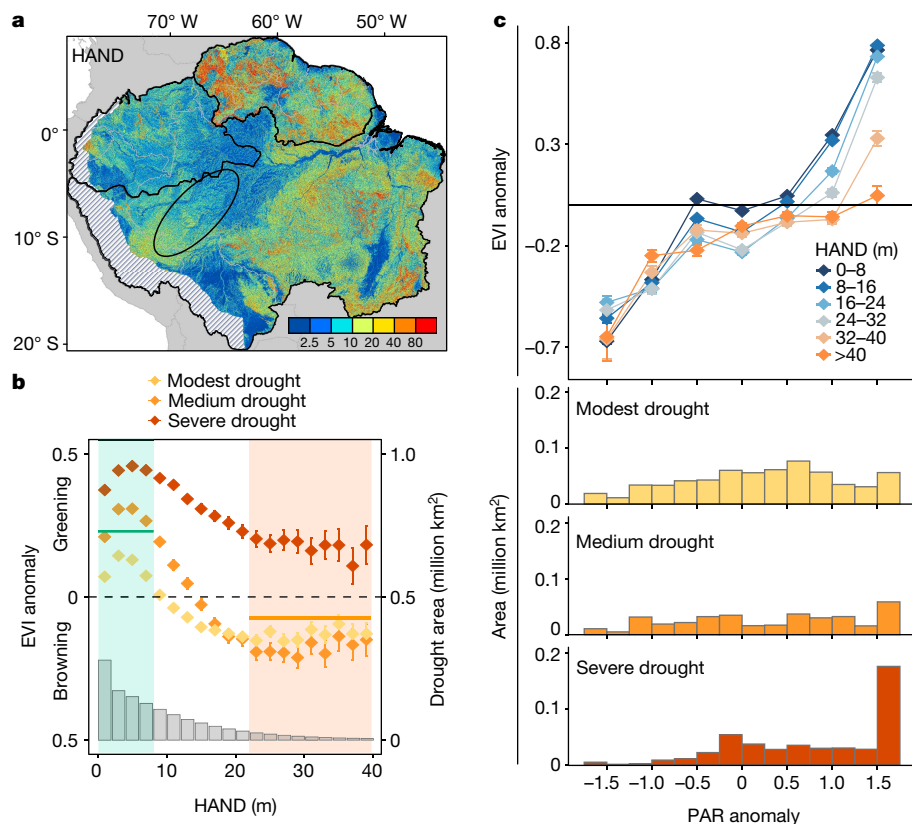 a
70° W 60° W 50° W
HAND
0°
10° S
20° S
2.5 5 10 20 40 80
b
Modest drought
Medium drought
Severe drought
0.5
0
0.5
Greening
EVI anomaly
Browning
1.0
0.5
0
Drought area (million km²)
0 10 20 30 40
HAND (m)
c
0.8
0.3
−0.2
−0.7
EVI anomaly
HAND (m)
0–8
8–16
16–24
24–32
32–40
>40
Modest drought
0.2
0.1
0
Medium drought
0.2
0.1
0
Severe drought
0.2
0.1
0
Area (million km²)
−1.5 −1.0 −0.5 0 0.5 1.0 1.5
PAR anomaly